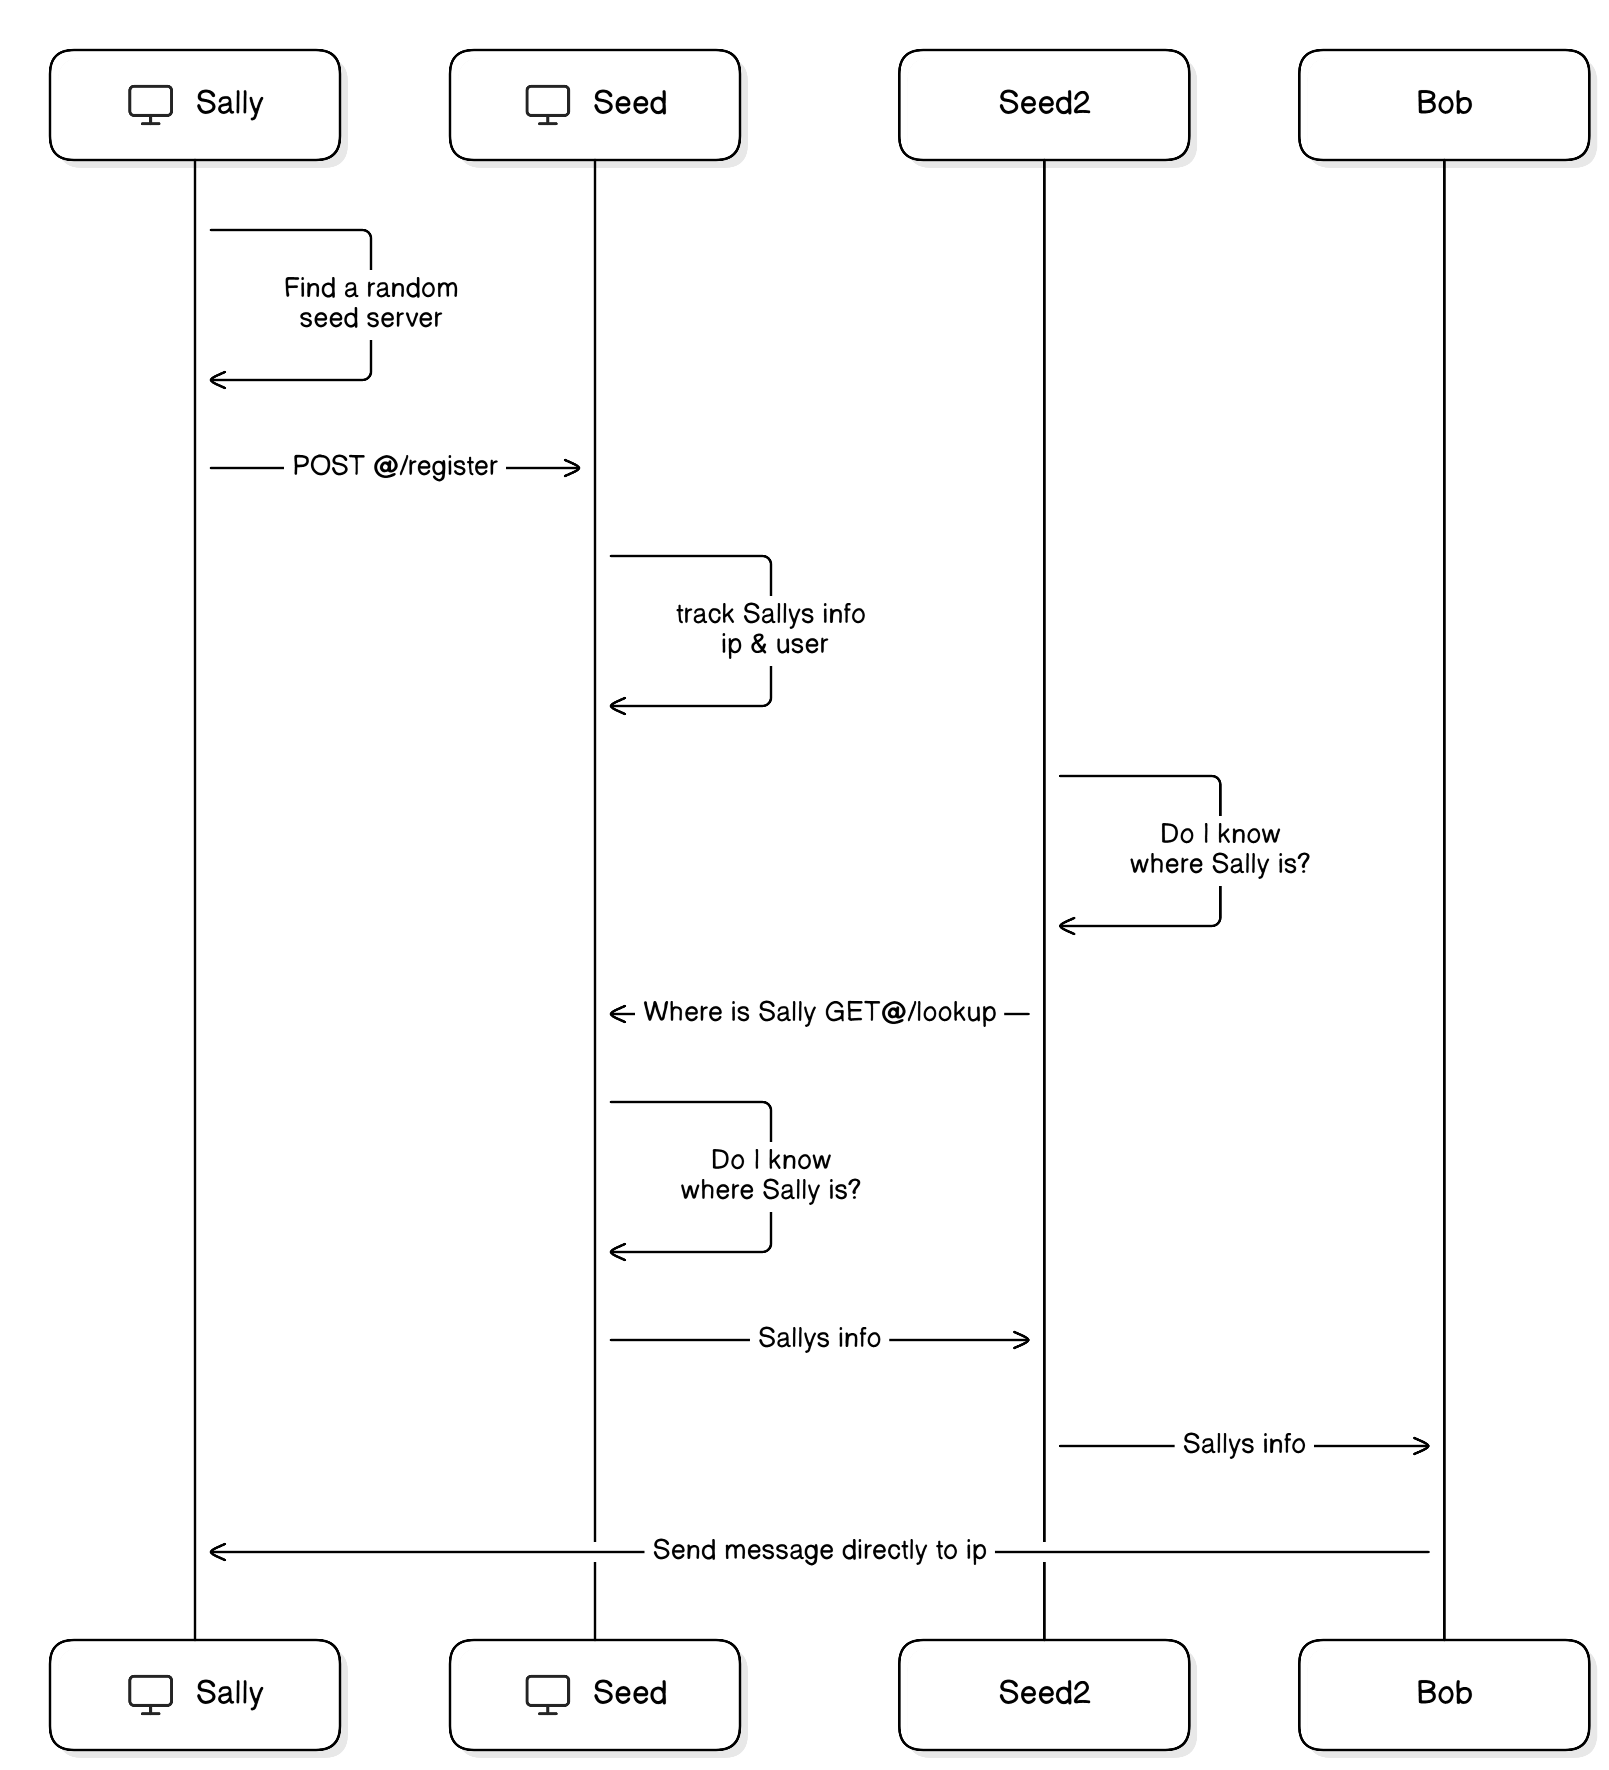 Sally
Seed
Seed2
Bob
Find a random
seed server
POST @/register
track Sallys info
ip & user
Do I know
where Sally is?
Where is Sally GET@/lookup
Do I know
where Sally is?
Sallys info
Sallys info
Send message directly to ip
Sally
Seed
Seed2
Bob